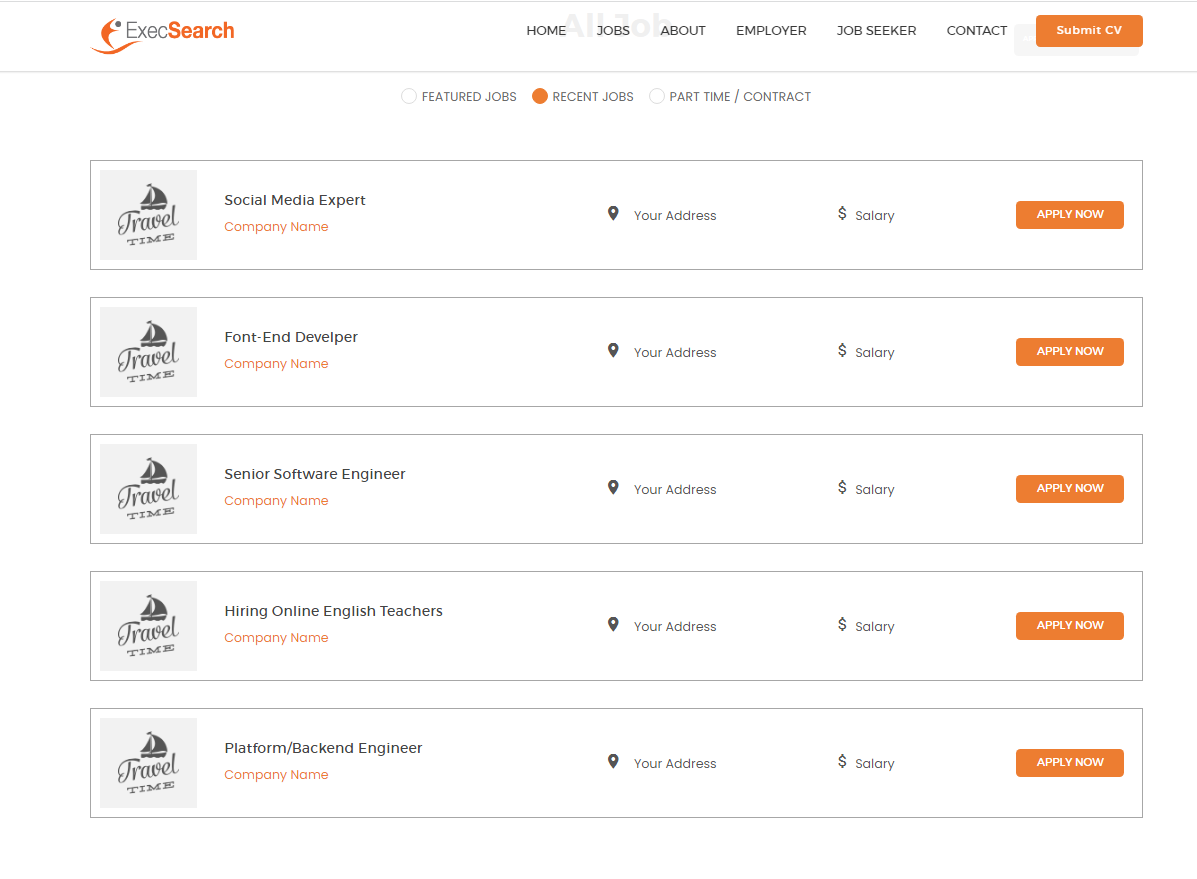 ExecSearch
All Job
HOME JOBS ABOUT EMPLOYER JOB SEEKER CONTACT Submit CV
FEATURED JOBS RECENT JOBS PART TIME / CONTRACT
Travel
TIME
Social Media Expert
Company Name
Your Address
$ Salary
APPLY NOW
Travel
TIME
Font-End Develper
Company Name
Your Address
$ Salary
APPLY NOW
Travel
TIME
Senior Software Engineer
Company Name
Your Address
$ Salary
APPLY NOW
Travel
TIME
Hiring Online English Teachers
Company Name
Your Address
$ Salary
APPLY NOW
Travel
TIME
Platform/Backend Engineer
Company Name
Your Address
$ Salary
APPLY NOW